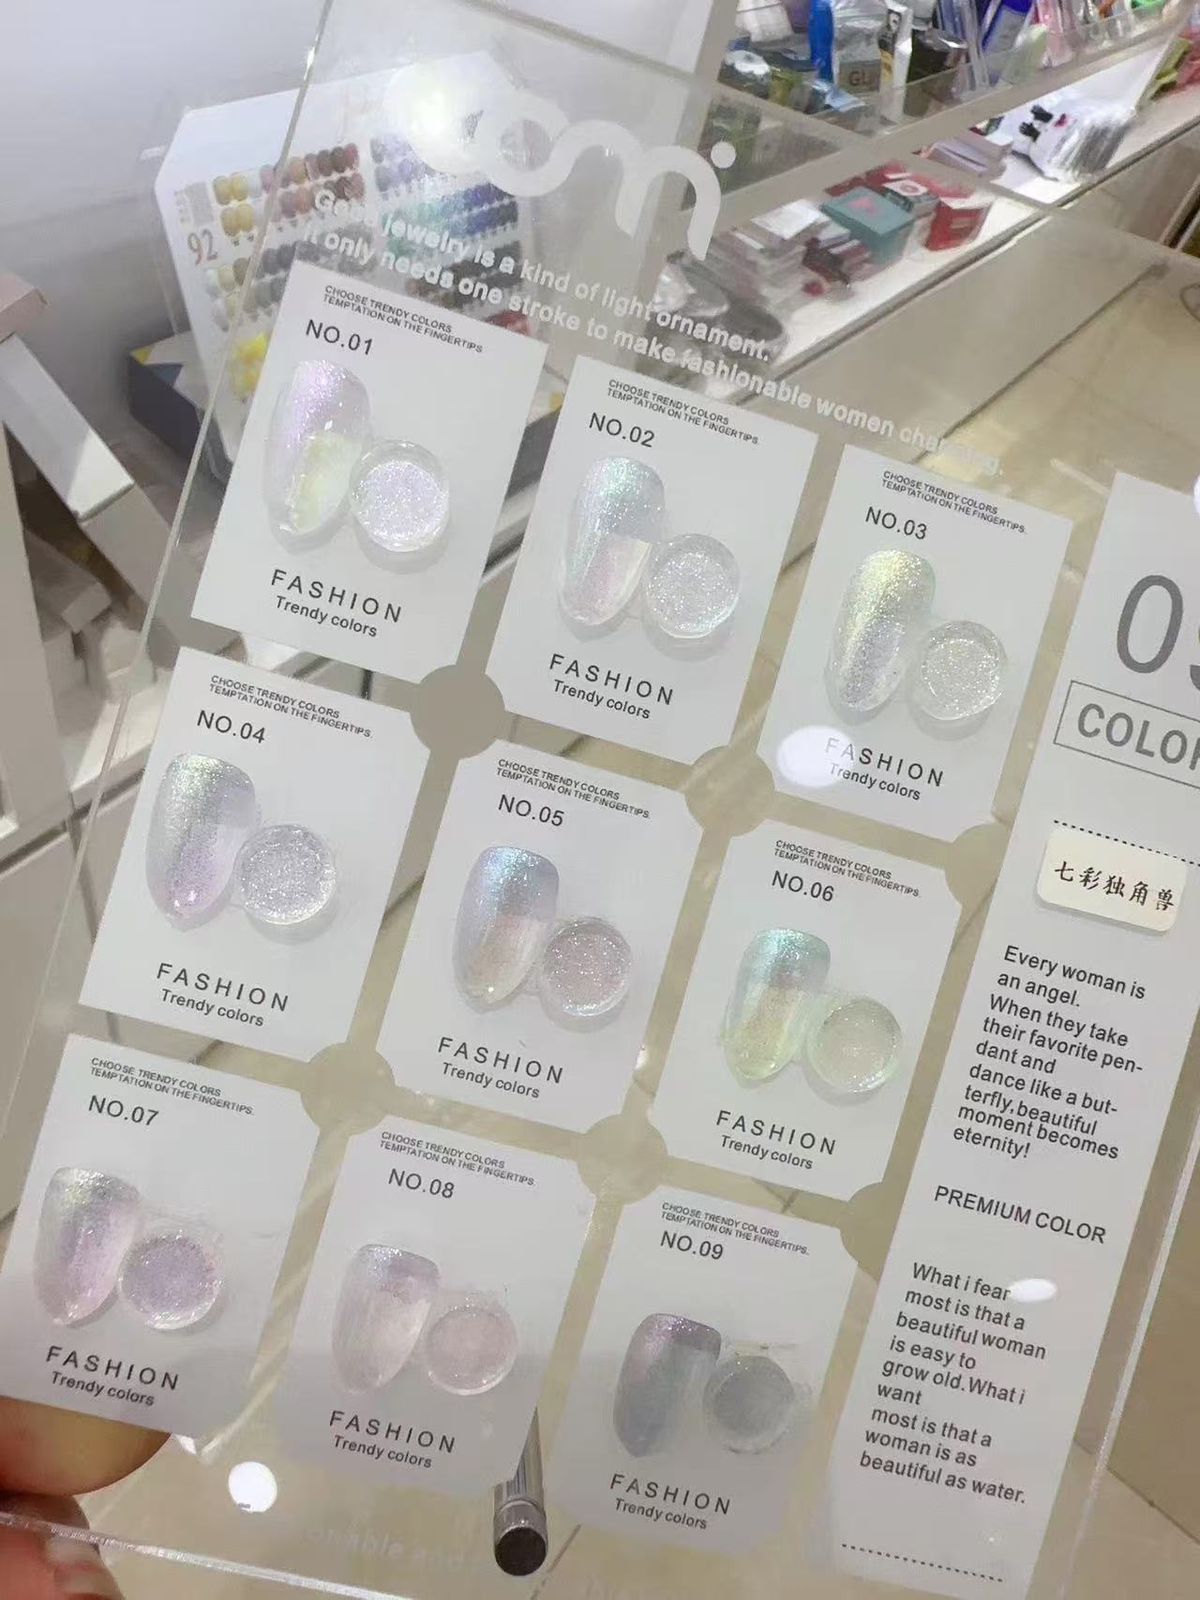 omi
92
jewelry is a kind of light ornament.
it only needs one stroke to make fashionable women
CHOOSE TRENDY COLORS
TEMPTATION ON THE FINGERTIPS.
NO.01
FASHION
Trendy colors
CHOOSE TRENDY COLORS
TEMPTATION ON THE FINGERTIPS.
NO.02
FASHION
Trendy colors
CHOOSE TRENDY COLORS
TEMPTATION ON THE FINGERTIPS.
NO.03
FASHION
Trendy colors
CHOOSE TRENDY COLORS
TEMPTATION ON THE FINGERTIPS.
NO.04
FASHION
Trendy colors
CHOOSE TRENDY COLORS
TEMPTATION ON THE FINGERTIPS.
NO.05
FASHION
Trendy colors
CHOOSE TRENDY COLORS
TEMPTATION ON THE FINGERTIPS.
NO.06
FASHION
Trendy colors
CHOOSE TRENDY COLORS
TEMPTATION ON THE FINGERTIPS.
NO.07
FASHION
Trendy colors
CHOOSE TRENDY COLORS
TEMPTATION ON THE FINGERTIPS.
NO.08
FASHION
Trendy colors
CHOOSE TRENDY COLORS
TEMPTATION ON THE FINGERTIPS.
NO.09
FASHION
Trendy colors
七彩独角兽
Every woman is
an angel.
When they take
their favorite pen-
dant and
dance like a but-
terfly,beautiful
moment becomes
eternity!
PREMIUM COLOR
What i fear
most is that a
beautiful woman
is easy to
grow old.What i
want
most is that a
woman is as
beautiful as water.